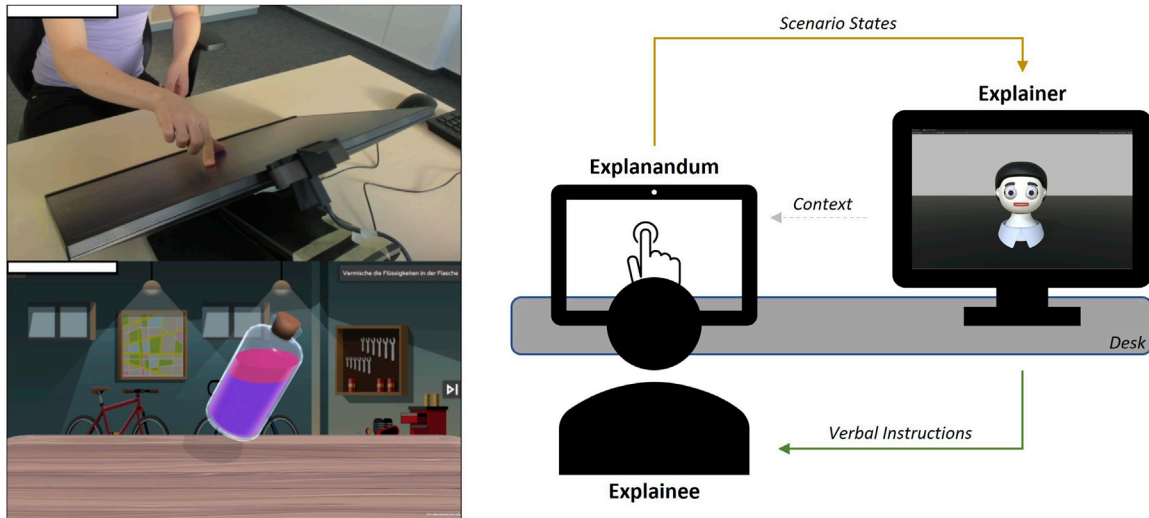 Vermische die Flüssigkeiten in der Flasche
Scenario States
Explainer
Explanandum
Context
Desk
Verbal Instructions
Explainee